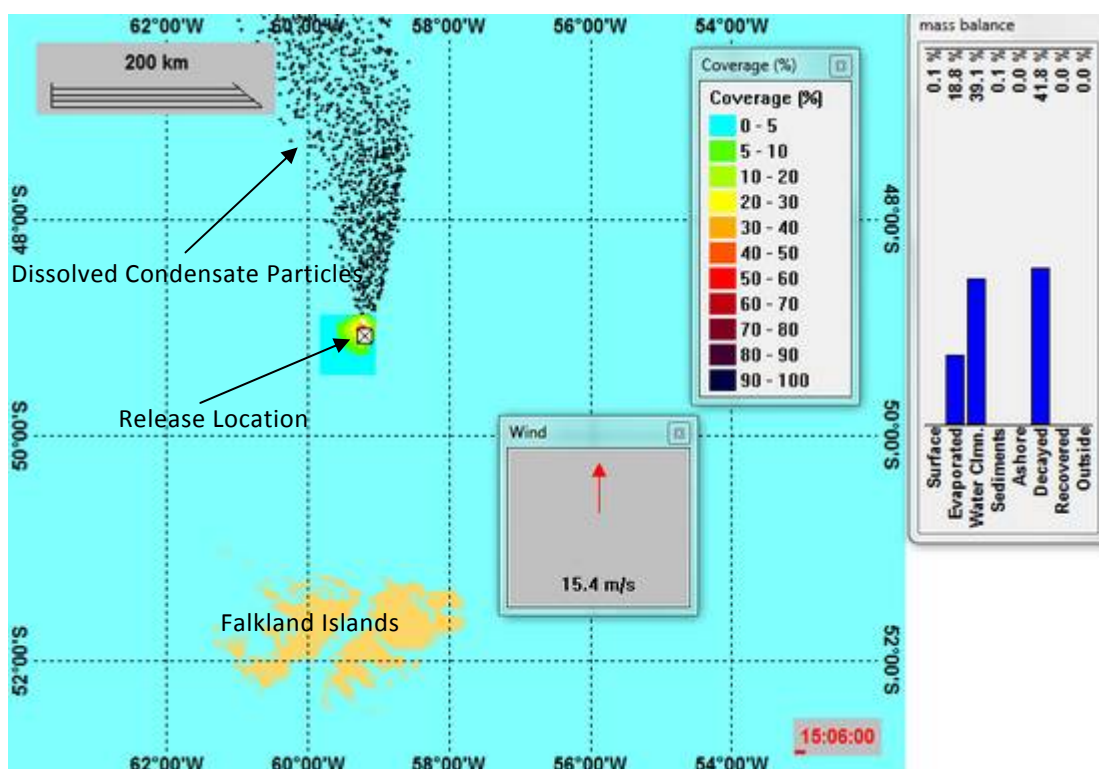 62°00'W
60°00'W
58°00'W
56°00'W
54°00'W
200 km
Coverage (%)
Coverage (%)
0 - 5
5 - 10
10 - 20
20 - 30
30 - 40
40 - 50
50 - 60
60 - 70
70 - 80
80 - 90
90 - 100
mass balance
0.1 %
18.8 %
39.1 %
0.1 %
0.0 %
41.8 %
0.0 %
0.0 %
Surface
Evaporated
Water Clmn.
Sediments
Ashore
Decayed
Recovered
Outside
48°00'S
48°00'S
Dissolved Condensate Particles
Release Location
50°00'S
50°00'S
Wind
15.4 m/s
Falkland Islands
52°00'S
52°00'S
15:06:00
62°00'W
60°00'W
58°00'W
56°00'W
54°00'W